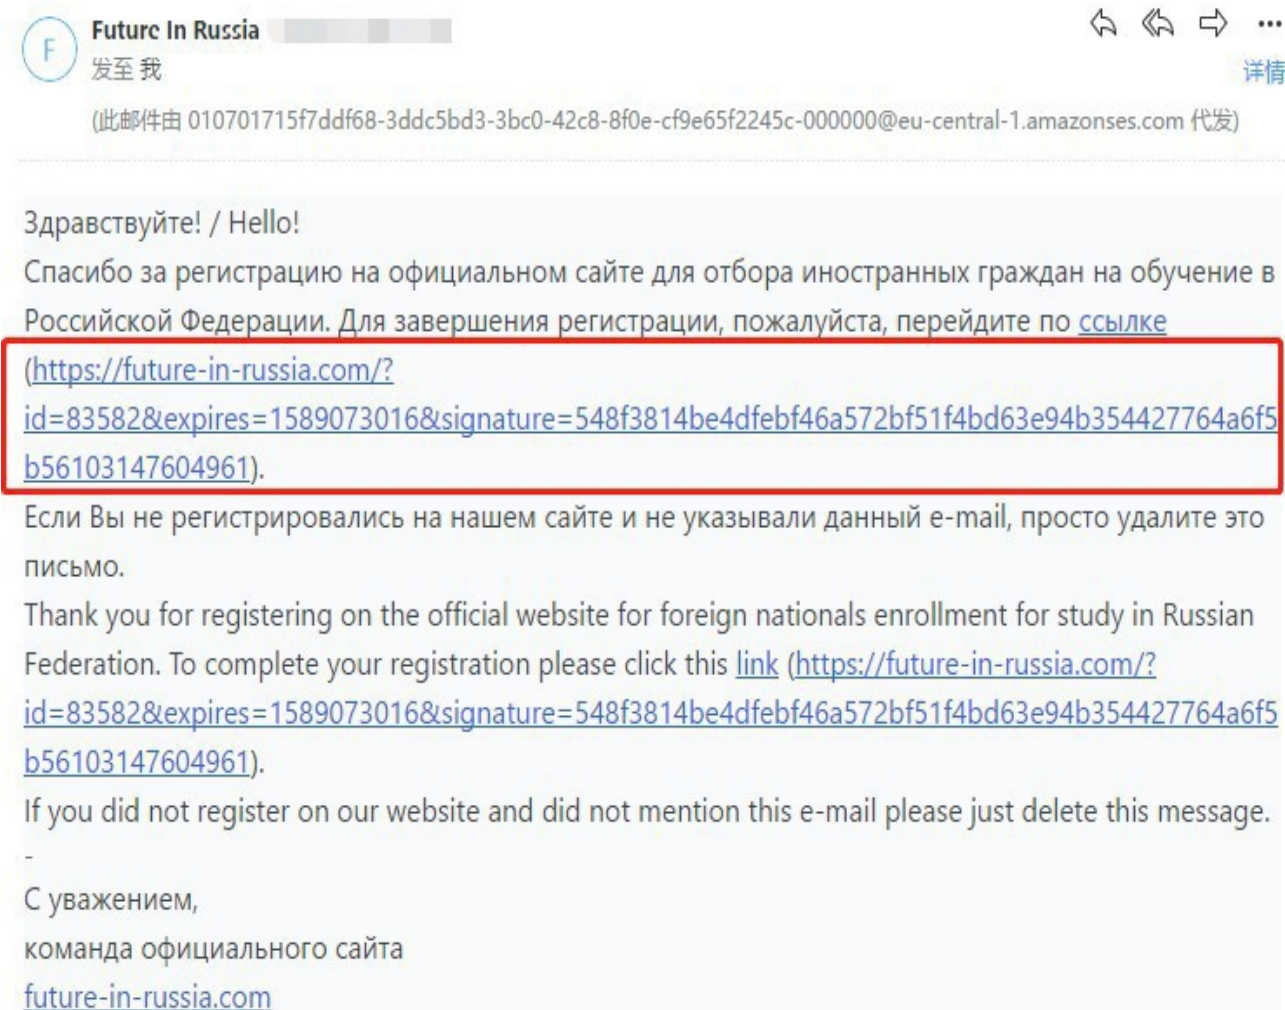 Future In Russia
F
发至 我
详情
(此邮件由 010701715f7ddf68-3ddc5bd3-3bc0-42c8-8f0e-cf9e65f2245c-000000@eu-central-1.amazonses.com 代发)
Здравствуйте! / Hello!
Спасибо за регистрацию на официальном сайте для отбора иностранных граждан на обучение в
Российской Федерации. Для завершения регистрации, пожалуйста, перейдите по ссылке
(https://future-in-russia.com/?
id=83582&expires=1589073016&signature=548f3814be4dfebf46a572bf51f4bd63e94b354427764a6f5
b56103147604961).
Если Вы не регистрировались на нашем сайте и не указывали данный e-mail, просто удалите это
письмо.
Thank you for registering on the official website for foreign nationals enrollment for study in Russian
Federation. To complete your registration please click this link (https://future-in-russia.com/?
id=83582&expires=1589073016&signature=548f3814be4dfebf46a572bf51f4bd63e94b354427764a6f5
b56103147604961).
If you did not register on our website and did not mention this e-mail please just delete this message.
-
С уважением,
команда официального сайта
future-in-russia.com